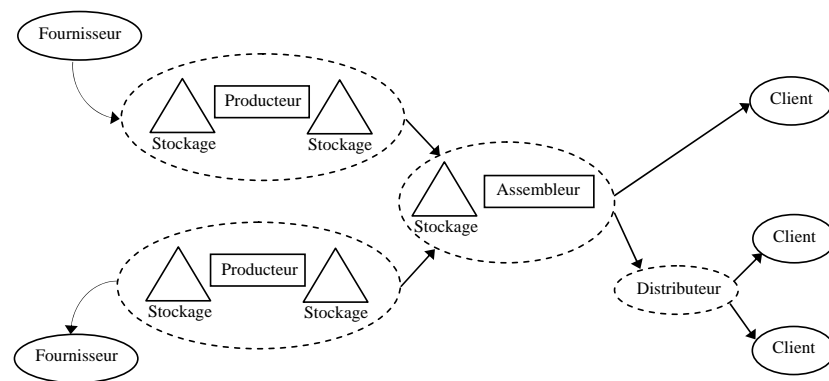 Fournisseur
Producteur
Stockage
Stockage
Client
Assembleur
Stockage
Client
Producteur
Stockage
Stockage
Distributeur
Fournisseur
Client